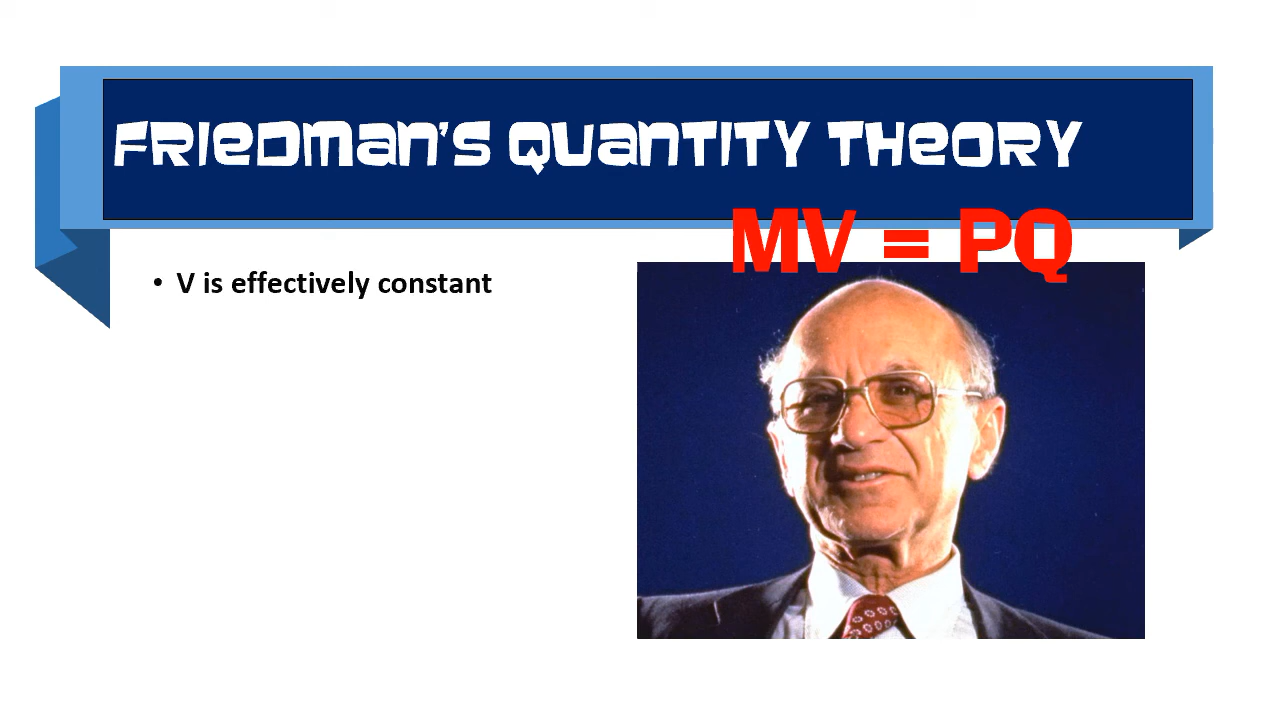 Friedman's Quantity Theory
MV = PQ
• V is effectively constant